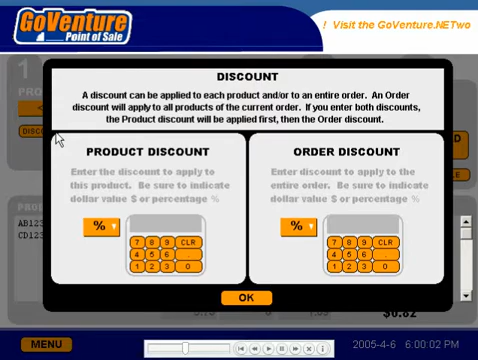 GoVenture
Point of Sale
! Visit the GoVenture.NETwo
1
DISCOUNT
A discount can be applied to each product and/or to an entire order. An Order
discount will apply to all products of the current order. If you enter both discounts,
the Product discount will be applied first, then the Order discount.
PRODUCT DISCOUNT
Enter the discount to apply to
this product. Be sure to indicate
dollar value $ or percentage %
%
7 8 9 CLR
4 5 6 .
1 2 3 0
ORDER DISCOUNT
Enter discount to apply to the
entire order. Be sure to indicate
dollar value $ or percentage %
%
7 8 9 CLR
4 5 6 .
1 2 3 0
OK
AB123
CD123
$6.82
MENU
2005-4-6 6:00:02 PM